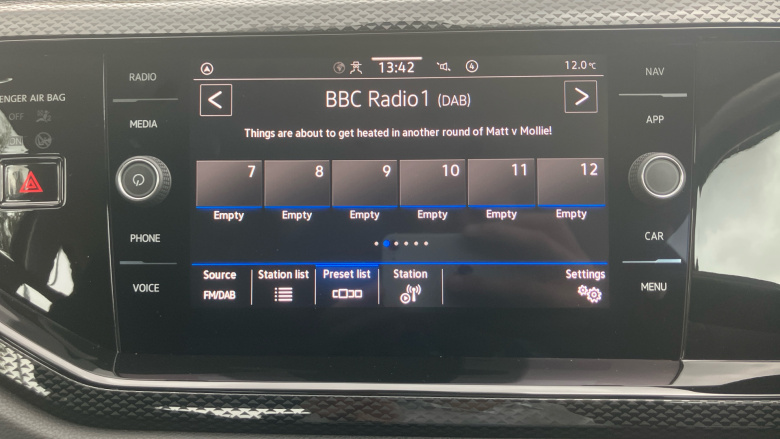 RADIO
MEDIA
PHONE
VOICE
ENGER AIR BAG
OFF
13:42
4
12.0 °C
<
BBC Radio1 (DAB)
>
Things are about to get heated in another round of Matt v Mollie!
7 8 9 10 11 12
Empty Empty Empty Empty Empty Empty
Source Station list Preset list Station Settings
FM/DAB
NAV
APP
CAR
MENU